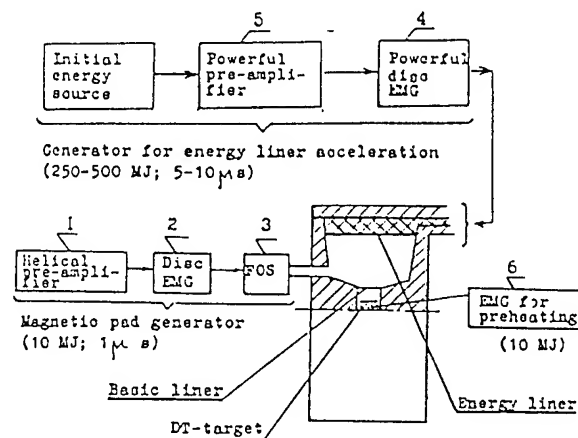 5
4
Initial
energy
source
Powerful
pre-ampli-
fier
Powerful
disc
EMG
Generator for energy liner acceleration
(250-500 MJ; 5-10 μs)
1
2
3
Helical
pre-ampli-
fier
Disc
EMG
FOS
6
EMG for
preheating
(10 MJ)
Magnetic pad generator
(10 MJ; 1 μ s)
Basic liner
Energy liner
DT-target